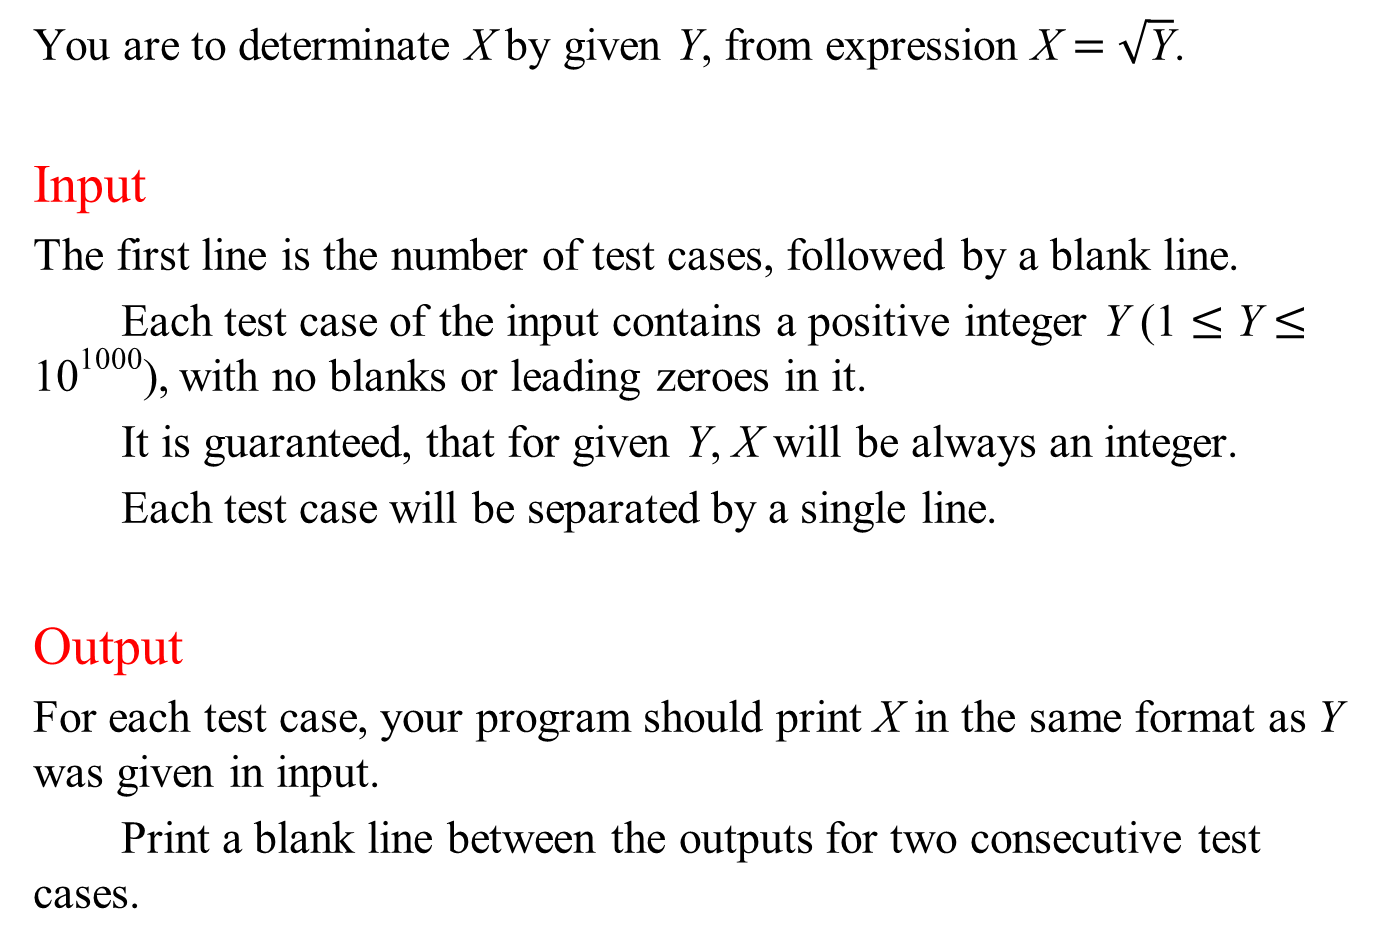 You are to determinate X by given Y, from expression X = √Y.
Input
The first line is the number of test cases, followed by a blank line.
Each test case of the input contains a positive integer Y (1 ≤ Y ≤
10^1000), with no blanks or leading zeroes in it.
It is guaranteed, that for given Y, X will be always an integer.
Each test case will be separated by a single line.
Output
For each test case, your program should print X in the same format as Y
was given in input.
Print a blank line between the outputs for two consecutive test
cases.